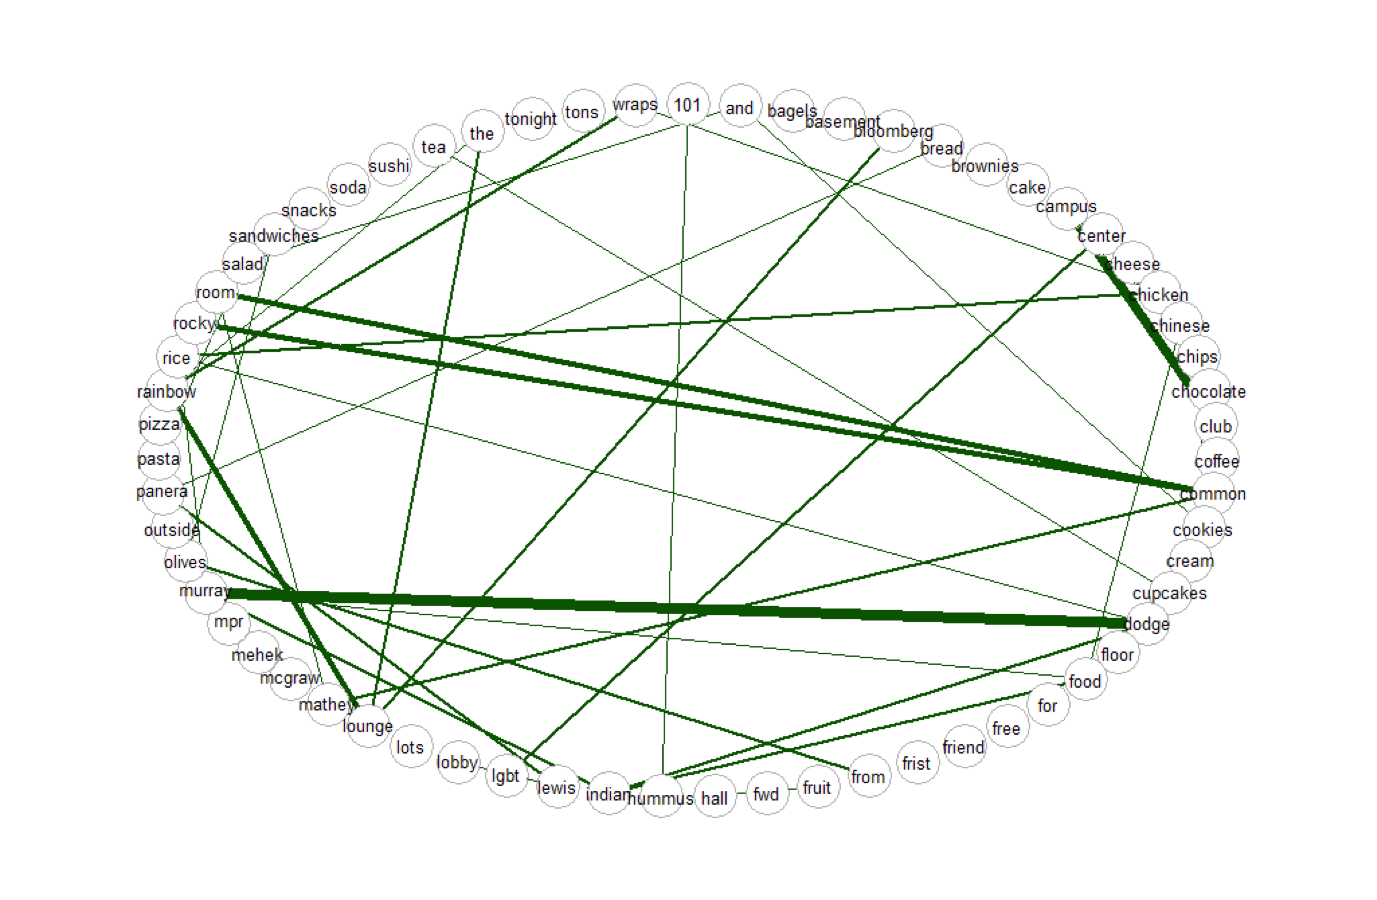 101
and
bagels
basement
bloomberg
bread
brownies
cake
campus
center
cheese
chicken
chinese
chips
chocolate
club
coffee
common
cookies
cream
cupcakes
dodge
floor
food
for
free
friend
frist
from
fruit
fwd
hall
hummus
indian
lewis
lgbt
lobby
lots
lounge
mathey
mcgraw
mehek
mpr
murray
olives
outside
panera
pasta
pizza
rainbow
rice
rocky
room
salad
sandwiches
snacks
soda
sushi
tea
the
tonight
tons
wraps